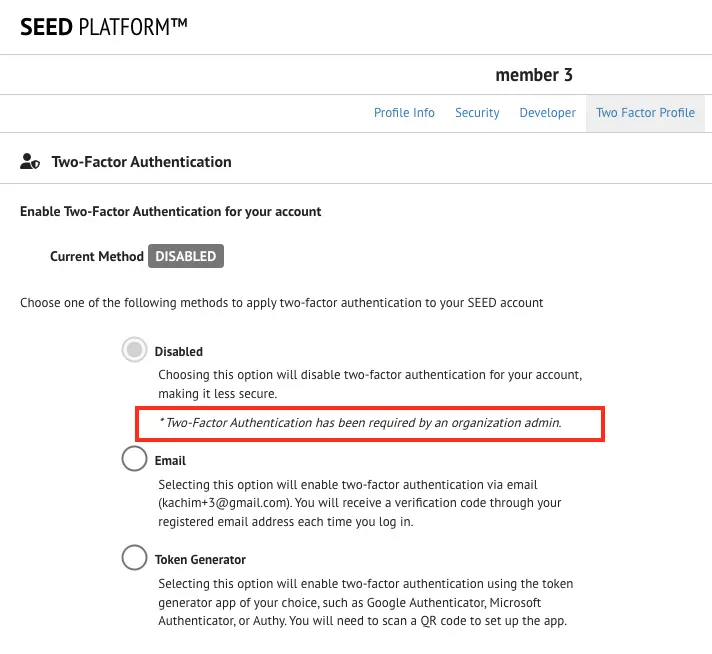 SEED PLATFORM™
member 3
Profile Info Security Developer Two Factor Profile
Two-Factor Authentication
Enable Two-Factor Authentication for your account
Current Method DISABLED
Choose one of the following methods to apply two-factor authentication to your SEED account
Disabled
Choosing this option will disable two-factor authentication for your account,
making it less secure.
* Two-Factor Authentication has been required by an organization admin.
Email
Selecting this option will enable two-factor authentication via email
(kachim+3@gmail.com). You will receive a verification code through your
registered email address each time you log in.
Token Generator
Selecting this option will enable two-factor authentication using the token
generator app of your choice, such as Google Authenticator, Microsoft
Authenticator, or Authy. You will need to scan a QR code to set up the app.